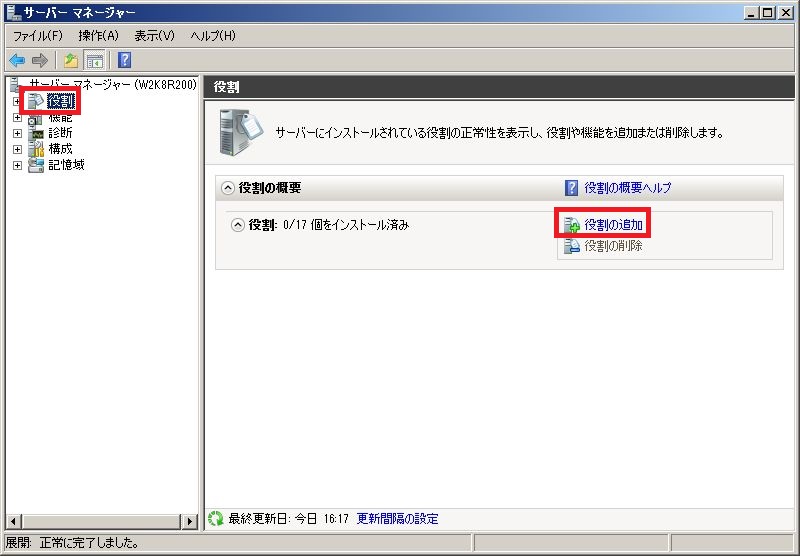 サーバー マネージャー
ファイル(F) 操作(A) 表示(V) ヘルプ(H)
サーバー マネージャー (W2K8R200)
役割
機能
診断
構成
記憶域
役割
サーバーにインストールされている役割の正常性を表示し、役割や機能を追加または削除します。
役割の概要
役割の概要ヘルプ
役割: 0/17 個をインストール済み
役割の追加
役割の削除
最終更新日: 今日 16:17 更新間隔の設定
展開: 正常に完了しました。